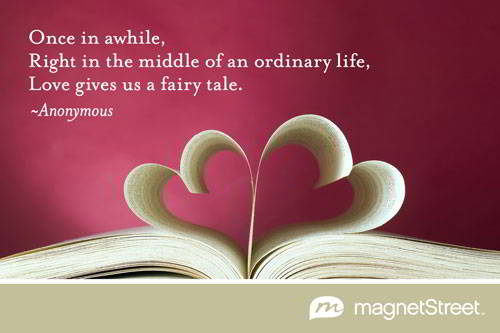 Once in awhile,
Right in the middle of an ordinary life,
Love gives us a fairy tale.
~Anonymous
m magnetStreet.